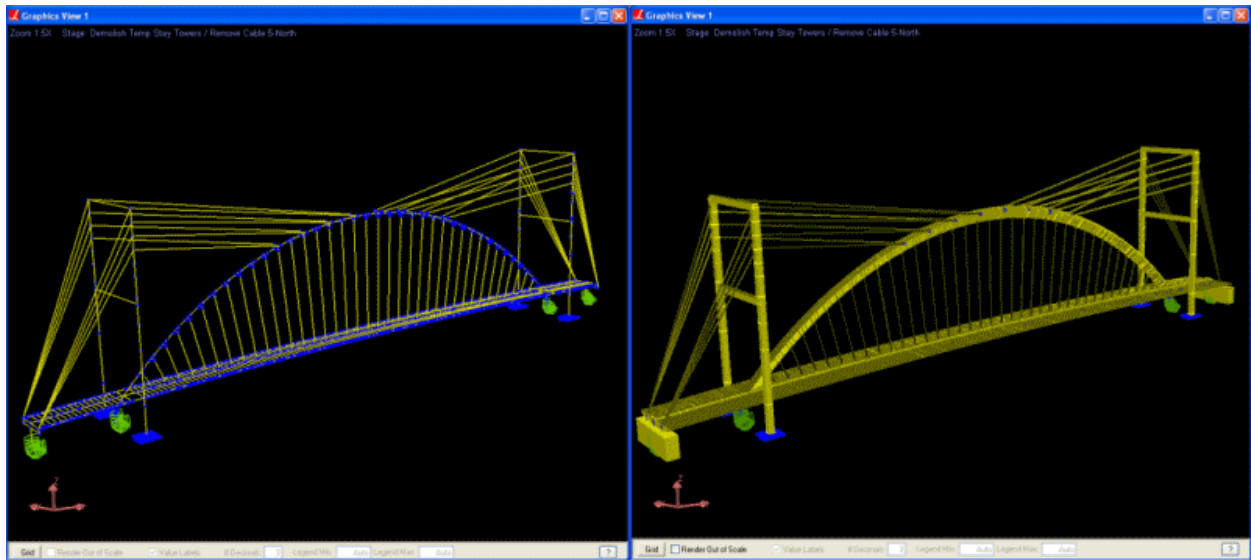 Graphics View 1
Zoom 1.5X Stage: Demolish Temp Stay Towers / Remove Cable 5-North
Z
Grid Render Out of Scale Value Labels # Decimals: Legend Min: Auto Legend Max: Auto ?
Graphics View 1
Zoom 1.5X Stage: Demolish Temp Stay Towers / Remove Cable 5-North
Z
Grid Render Out of Scale Value Labels # Decimals: Legend Min: Auto Legend Max: Auto ?